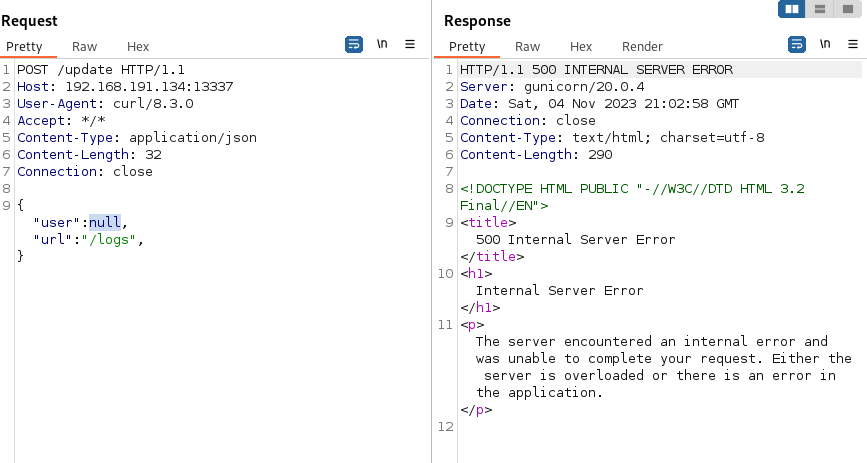 Request
Pretty Raw Hex \n
1 POST /update HTTP/1.1
2 Host: 192.168.191.134:13337
3 User-Agent: curl/8.3.0
4 Accept: */*
5 Content-Type: application/json
6 Content-Length: 32
7 Connection: close
8
9 {
"user":null,
"url":"/logs",
}
Response
Pretty Raw Hex Render \n
1 HTTP/1.1 500 INTERNAL SERVER ERROR
2 Server: gunicorn/20.0.4
3 Date: Sat, 04 Nov 2023 21:02:58 GMT
4 Connection: close
5 Content-Type: text/html; charset=utf-8
6 Content-Length: 290
7
8 <!DOCTYPE HTML PUBLIC "-//W3C//DTD HTML 3.2
Final//EN">
9 <title>
500 Internal Server Error
</title>
10 <h1>
Internal Server Error
</h1>
11 <p>
The server encountered an internal error and
was unable to complete your request. Either the
server is overloaded or there is an error in
the application.
</p>
12